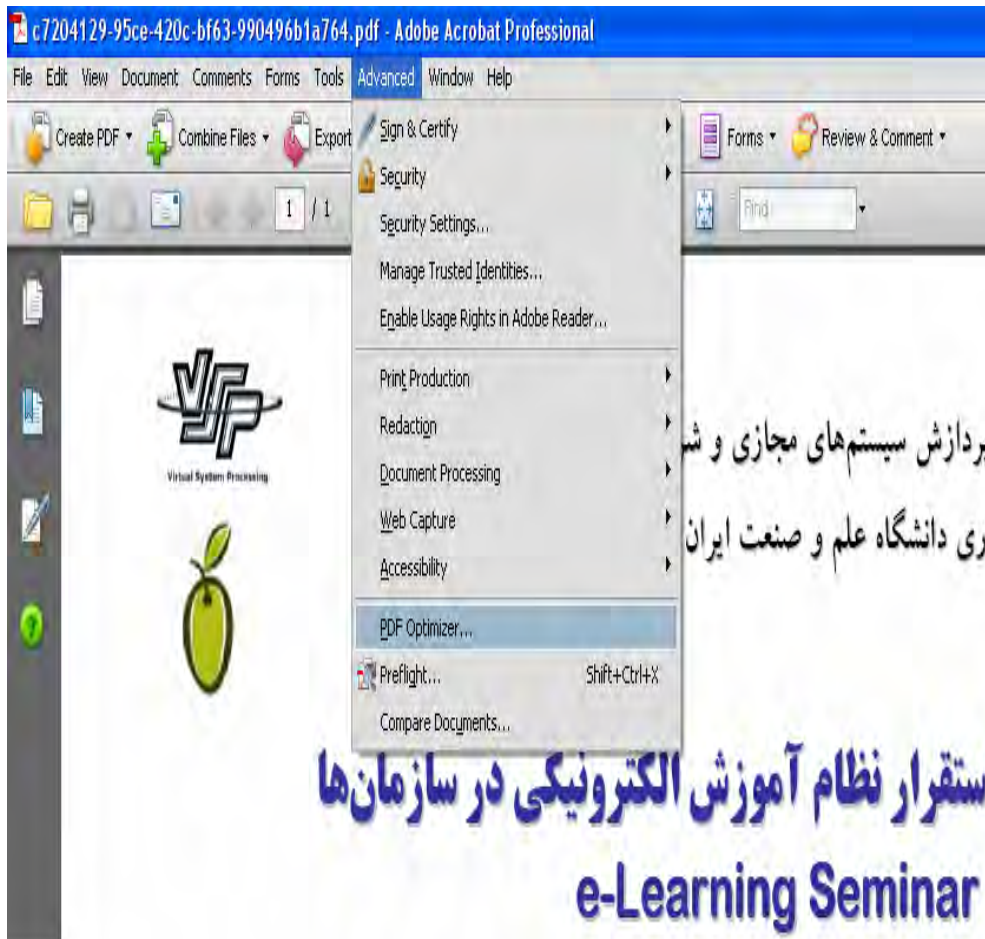 c7204129-95ce-420c-bf63-990496b1a764.pdf - Adobe Acrobat Professional
File Edit View Document Comments Forms Tools Advanced Window Help
Create PDF Combine Files Export Forms Review & Comment
1 / 1 Find
Sign & Certify
Security
Security Settings...
Manage Trusted Identities...
Enable Usage Rights in Adobe Reader...
Print Production
Redaction
Document Processing
Web Capture
Accessibility
PDF Optimizer...
Preflight... Shift+Ctrl+X
Compare Documents...
VSP
Virtual System Processing
پردازش سیستم‌های مجازی و
دانشگاه علم و صنعت ایران
نظام آموزش الکترونیکی در سازمان‌ها
e-Learning Seminar